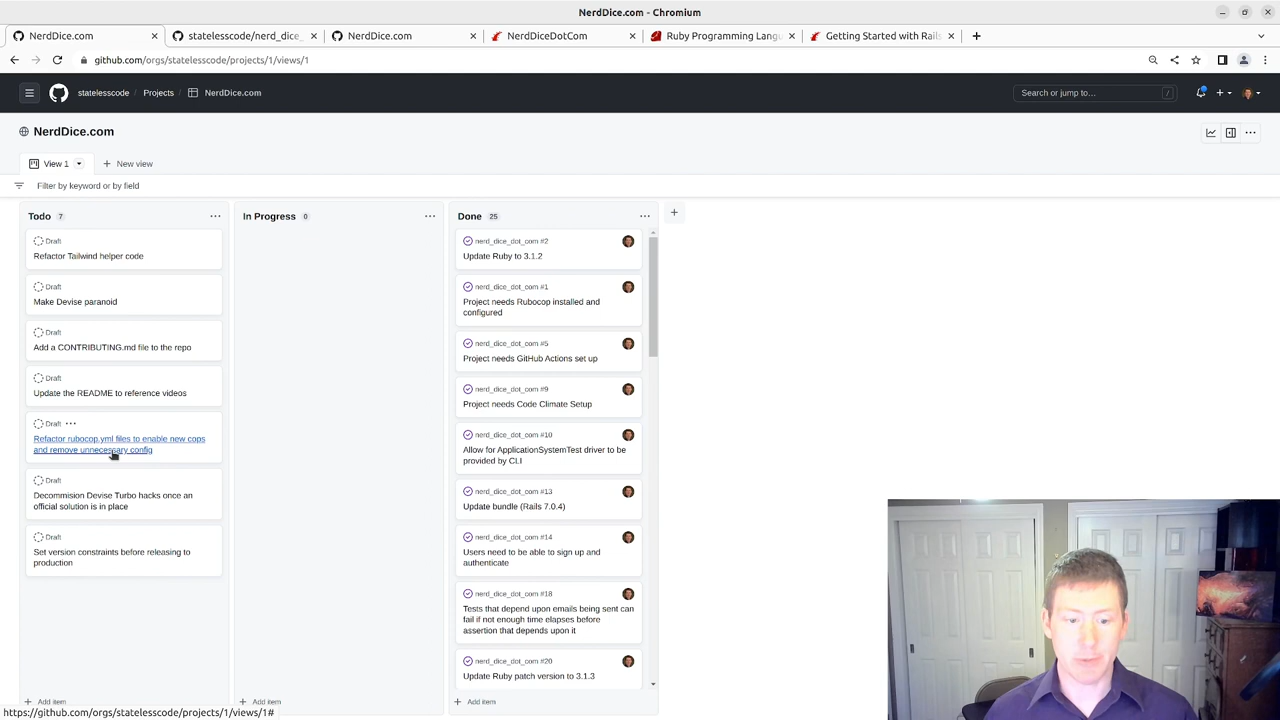 NerdDice.com - Chromium
NerdDice.com
statelesscode/nerd_dice_
NerdDice.com
NerdDiceDotCom
Ruby Programming Langu
Getting Started with Rails
github.com/orgs/statelesscode/projects/1/views/1
statelesscode / Projects / NerdDice.com
Search or jump to…
/
NerdDice.com
View 1
New view
Filter by keyword or by field
Todo 7
Draft
Refactor Tailwind helper code
Draft
Make Devise paranoid
Draft
Add a CONTRIBUTING.md file to the repo
Draft
Update the README to reference videos
Draft
Refactor rubocop.yml files to enable new cops
and remove unnecessary config
Draft
Decommision Devise Turbo hacks once an
official solution is in place
Draft
Set version constraints before releasing to
production
Add item
In Progress 0
Add item
Done 25
nerd_dice_dot_com #2
Update Ruby to 3.1.2
nerd_dice_dot_com #1
Project needs Rubocop installed and
configured
nerd_dice_dot_com #5
Project needs GitHub Actions set up
nerd_dice_dot_com #9
Project needs Code Climate Setup
nerd_dice_dot_com #10
Allow for ApplicationSystemTest driver to be
provided by CLI
nerd_dice_dot_com #13
Update bundle (Rails 7.0.4)
nerd_dice_dot_com #14
Users need to be able to sign up and
authenticate
nerd_dice_dot_com #18
Tests that depend upon emails being sent can
fail if not enough time elapses before
assertion that depends upon it
nerd_dice_dot_com #20
Update Ruby patch version to 3.1.3
Add item
https://github.com/orgs/statelesscode/projects/1/views/1#